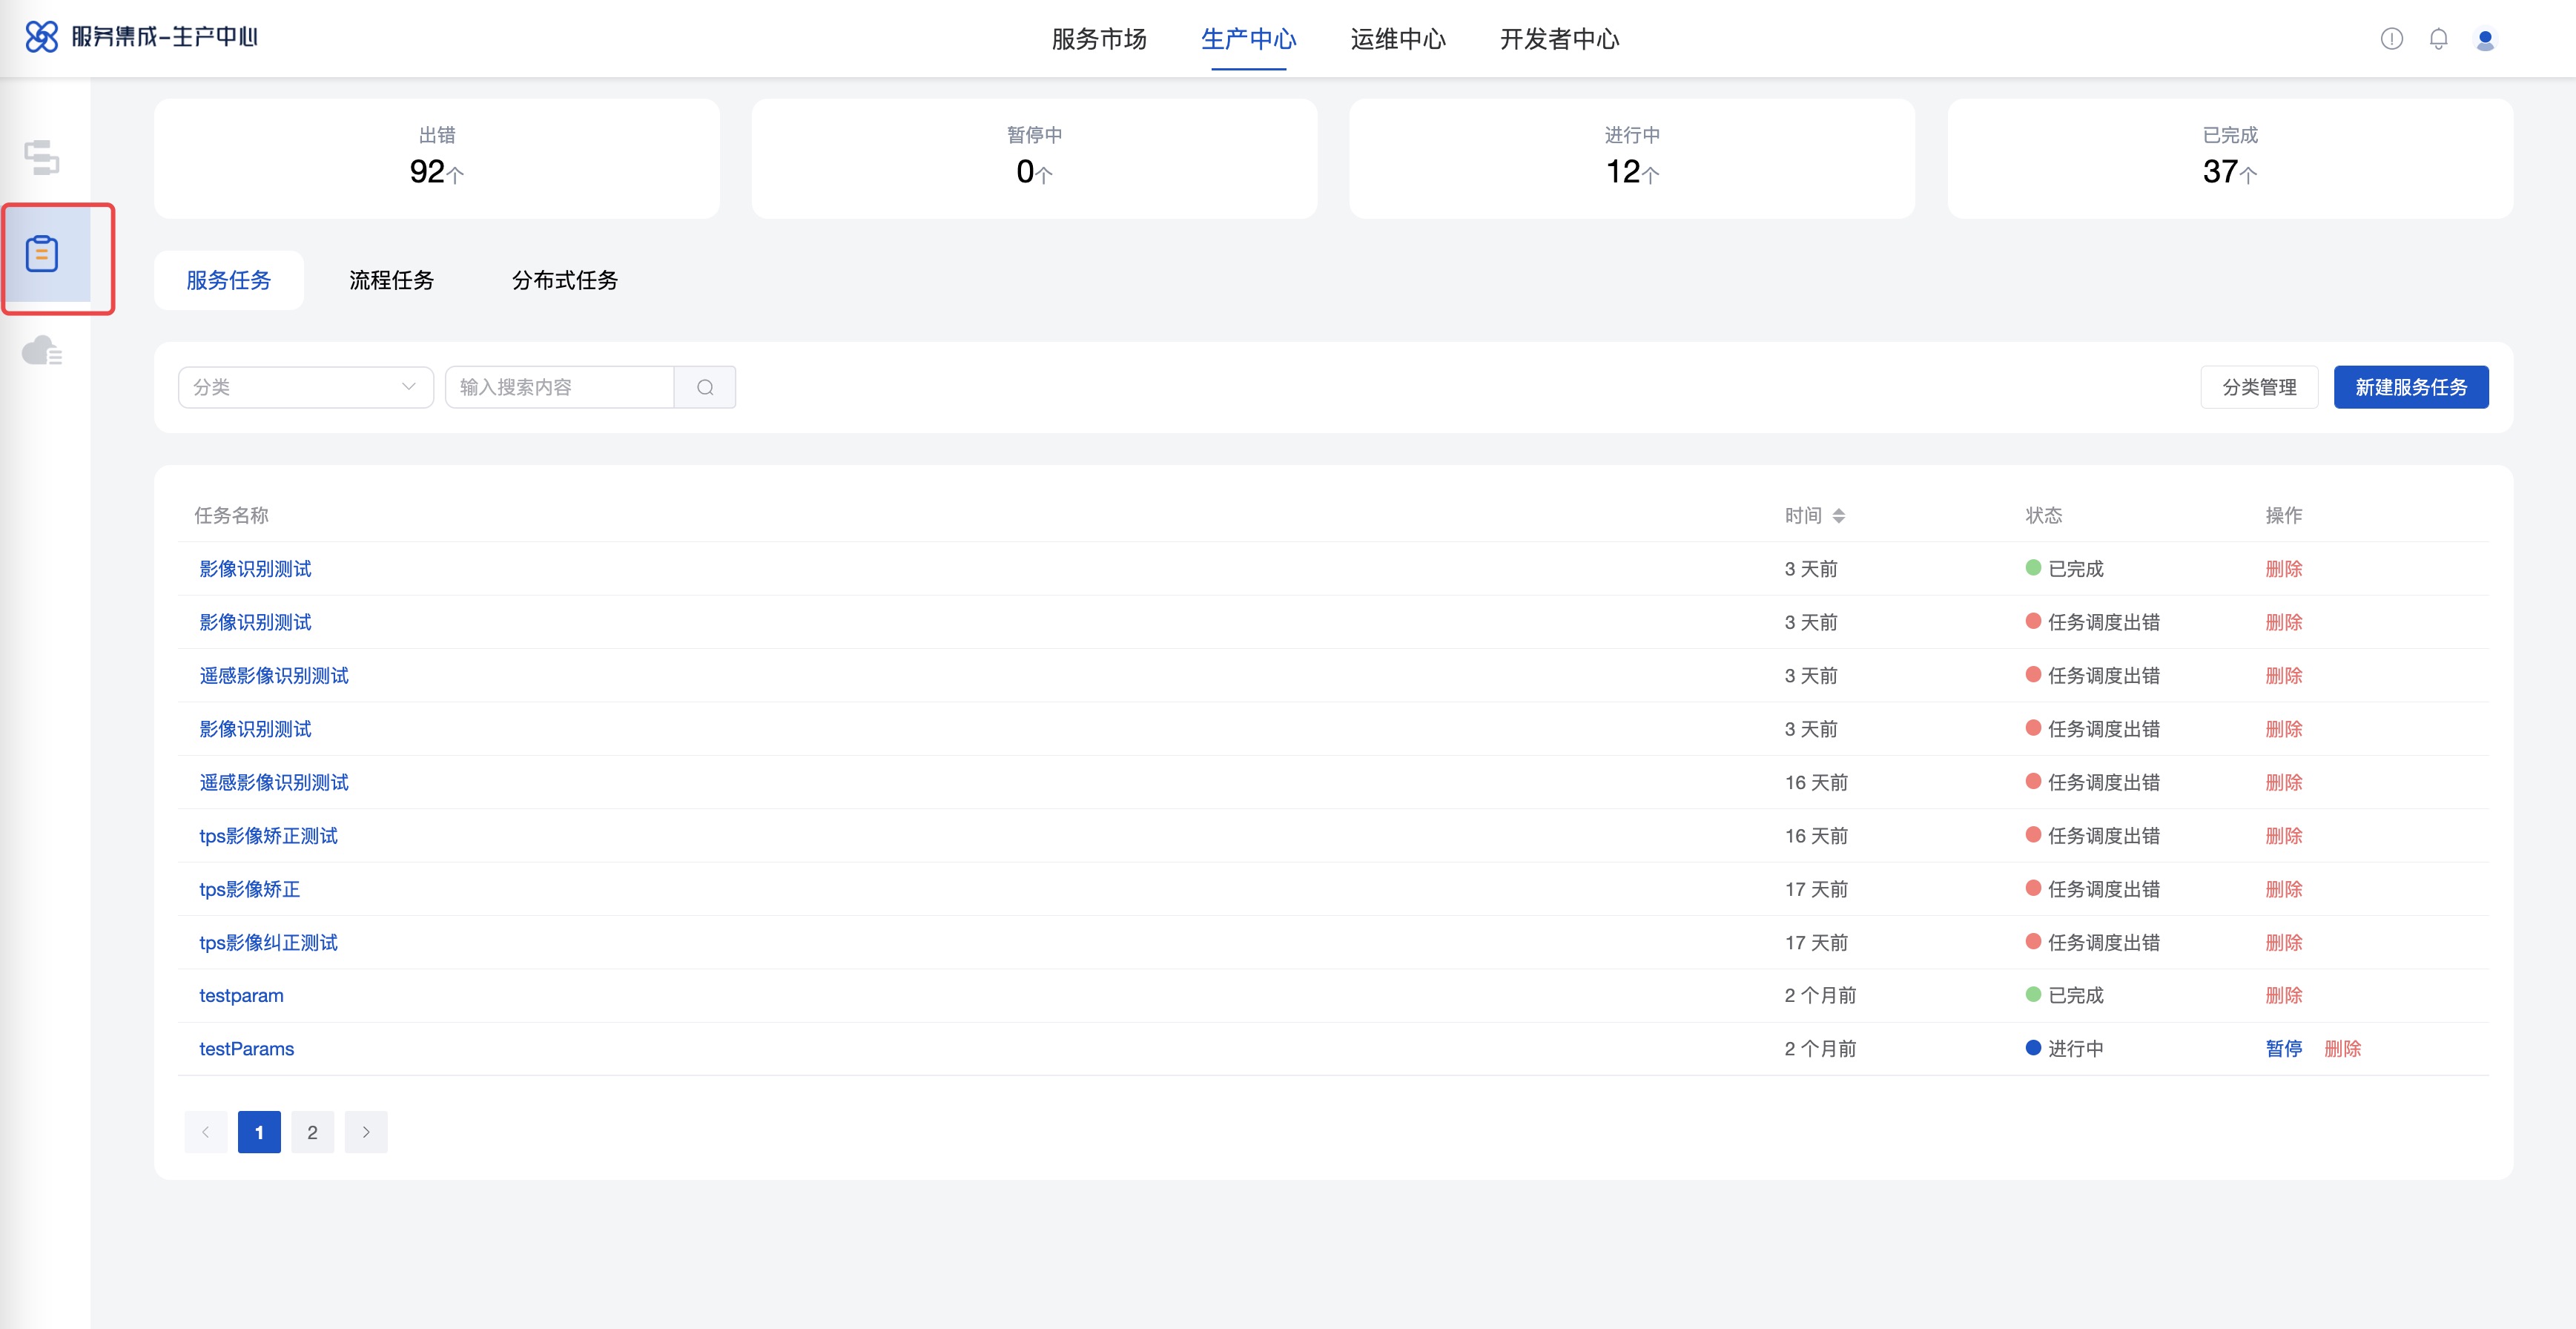 服务集成-生产中心
服务市场 生产中心 运维中心 开发者中心
出错 暂停中 进行中 已完成
92个 0个 12个 37个
服务任务 流程任务 分布式任务
分类 输入搜索内容 分类管理 新建服务任务
任务名称 时间 状态 操作
影像识别测试 3 天前 已完成 删除
影像识别测试 3 天前 任务调度出错 删除
遥感影像识别测试 3 天前 任务调度出错 删除
影像识别测试 3 天前 任务调度出错 删除
遥感影像识别测试 16 天前 任务调度出错 删除
tps影像矫正测试 16 天前 任务调度出错 删除
tps影像矫正 17 天前 任务调度出错 删除
tps影像纠正测试 17 天前 任务调度出错 删除
testparam 2 个月前 已完成 删除
testParams 2 个月前 进行中 暂停 删除
1 2